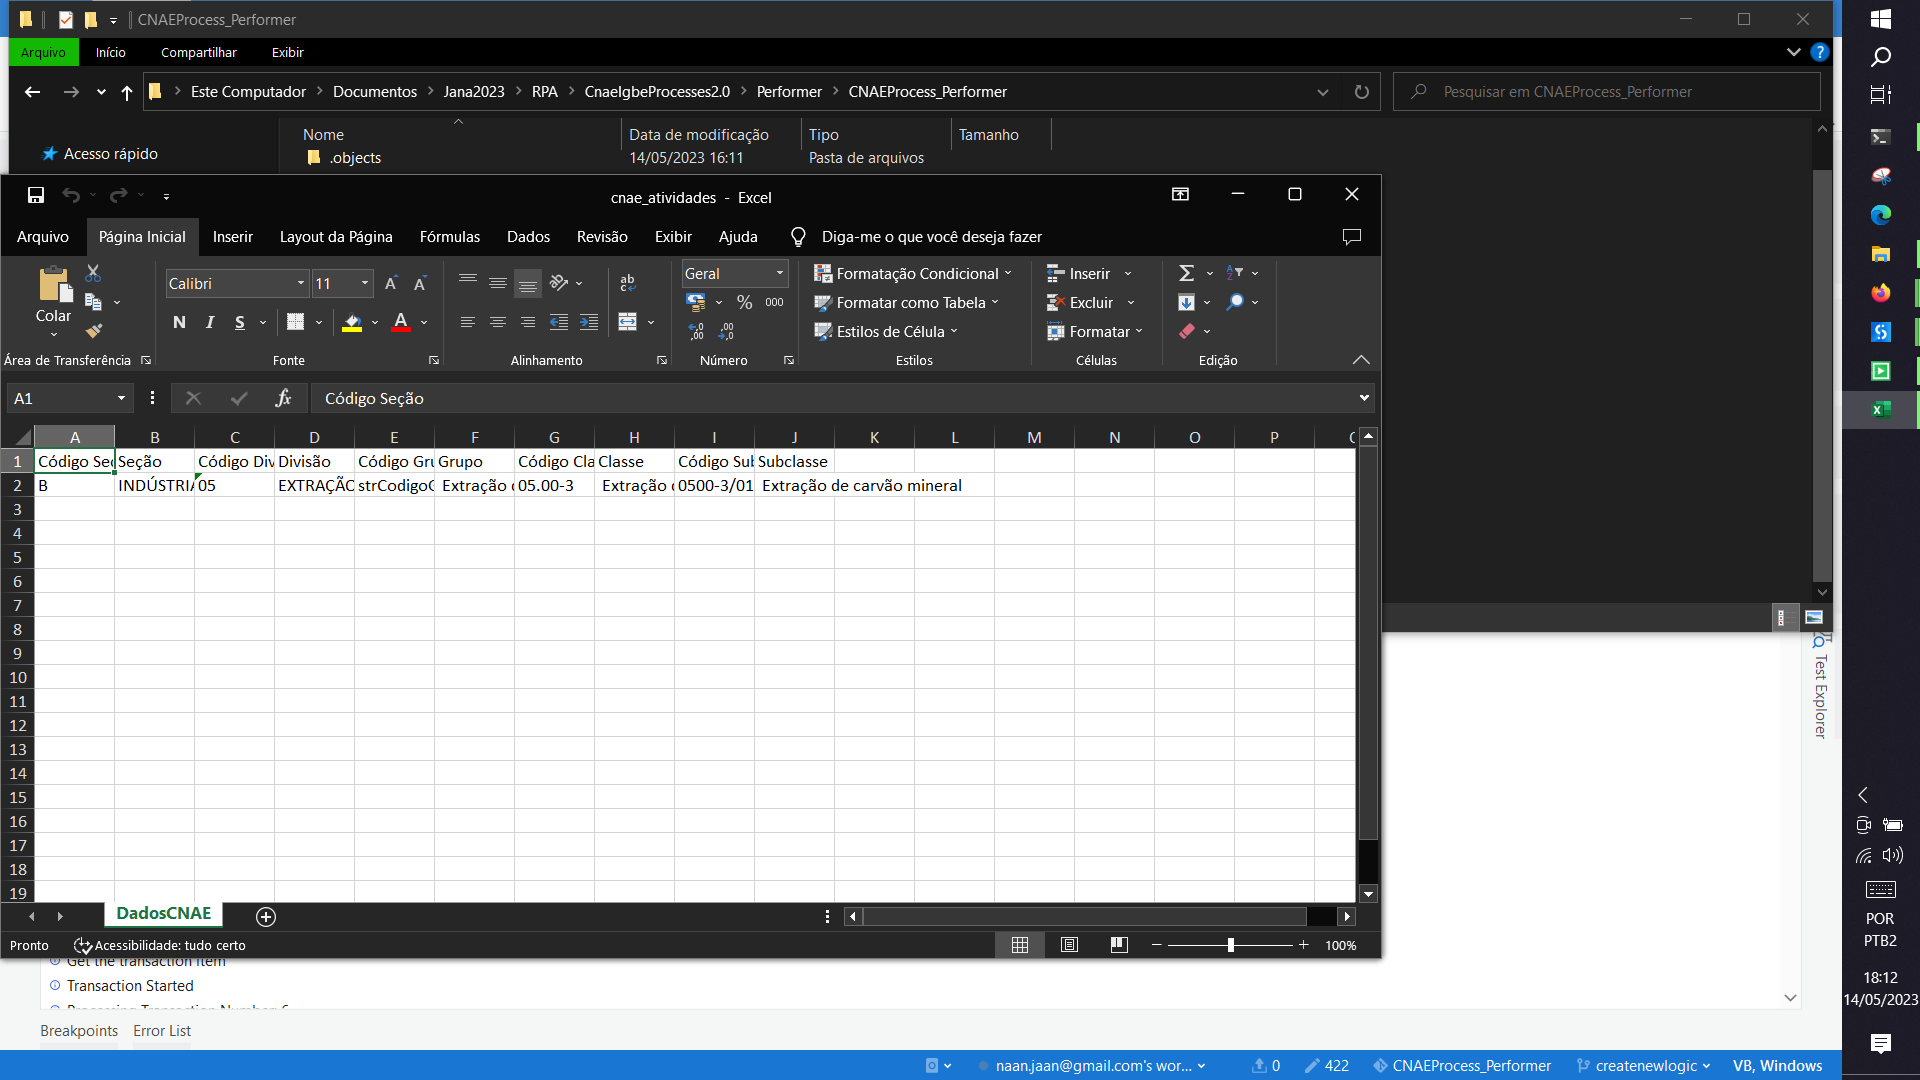 CNAEProcess_Performer
Arquivo Início Compartilhar Exibir
Este Computador Documentos Jana2023 RPA CnaeIgbeProcesses2.0 Performer CNAEProcess_Performer
Pesquisar em CNAEProcess_Performer
Acesso rápido
Nome Data de modificação Tipo Tamanho
.objects 14/05/2023 16:11 Pasta de arquivos
cnae_atividades - Excel
Arquivo Página Inicial Inserir Layout da Página Fórmulas Dados Revisão Exibir Ajuda Diga-me o que você deseja fazer
Colar
Área de Transferência
Calibri 11
N I S
Fonte
ab
Alinhamento
Geral
% 000
Número
Formatação Condicional
Formatar como Tabela
Estilos de Célula
Estilos
Inserir
Excluir
Formatar
Células
Edição
A1 fx Código Seção
A B C D E F G H I J K L M N O P
1 Código Seç Seção Código Div Divisão Código Gru Grupo Código Cla Classe Código Sub Subclasse
2 B INDÚSTRIA 05 EXTRAÇÃO strCodigoG Extração 05.00-3 Extração 0500-3/01 Extração de carvão mineral
3
4
5
6
7
8
9
10
11
12
13
14
15
16
17
18
19
DadosCNAE
Pronto Acessibilidade: tudo certo 100%
Get the transaction item
Transaction Started
Breakpoints Error List
Test Explorer
naan.jaan@gmail.com's wor... 0 422 CNAEProcess_Performer createnewlogic VB, Windows
POR
PTB2
18:12
14/05/2023